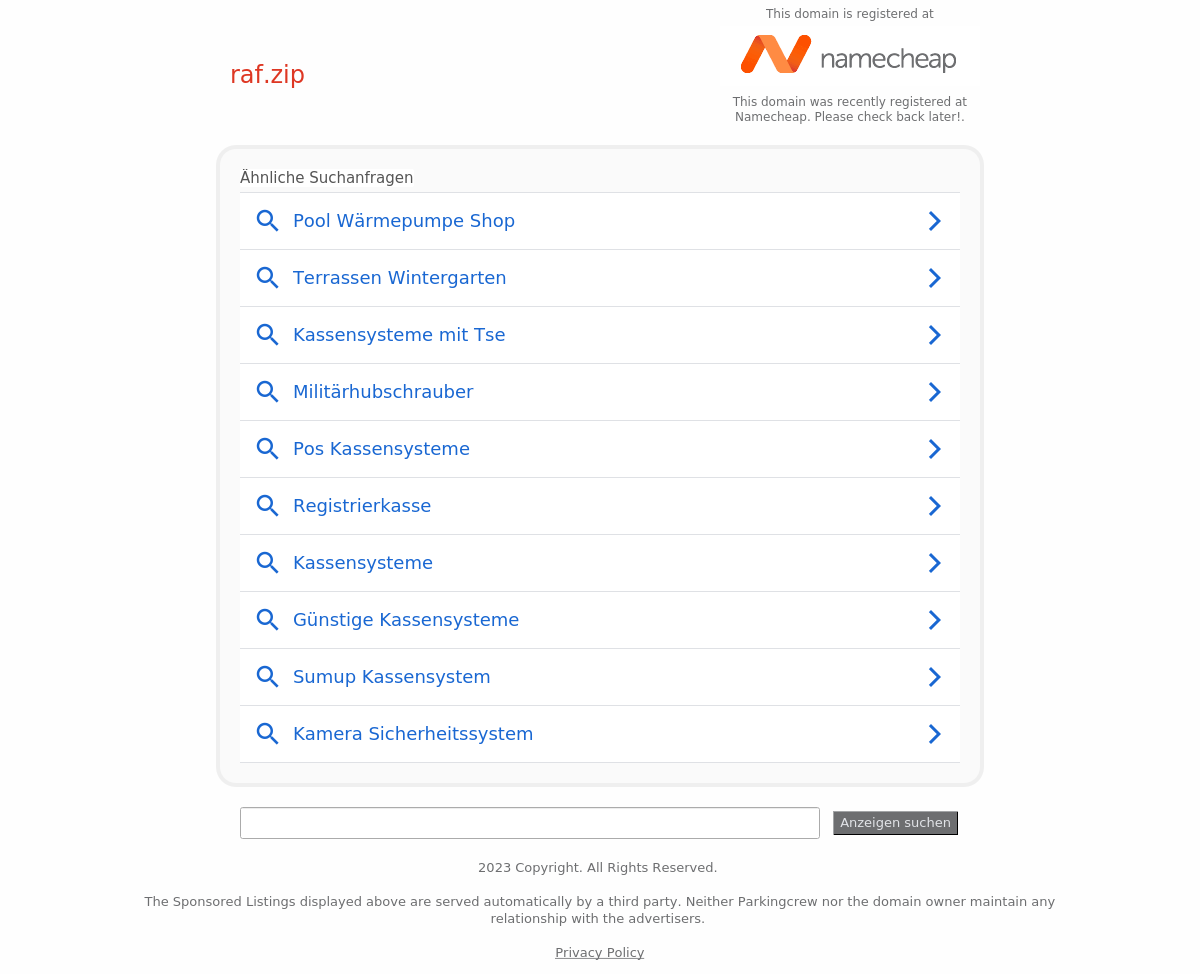 This domain is registered at
namecheap
raf.zip
This domain was recently registered at
Namecheap. Please check back later!.
Ähnliche Suchanfragen
Pool Wärmepumpe Shop
Terrassen Wintergarten
Kassensysteme mit Tse
Militärhubschrauber
Pos Kassensysteme
Registrierkasse
Kassensysteme
Günstige Kassensysteme
Sumup Kassensystem
Kamera Sicherheitssystem
Anzeigen suchen
2023 Copyright. All Rights Reserved.
The Sponsored Listings displayed above are served automatically by a third party. Neither Parkingcrew nor the domain owner maintain any
relationship with the advertisers.
Privacy Policy